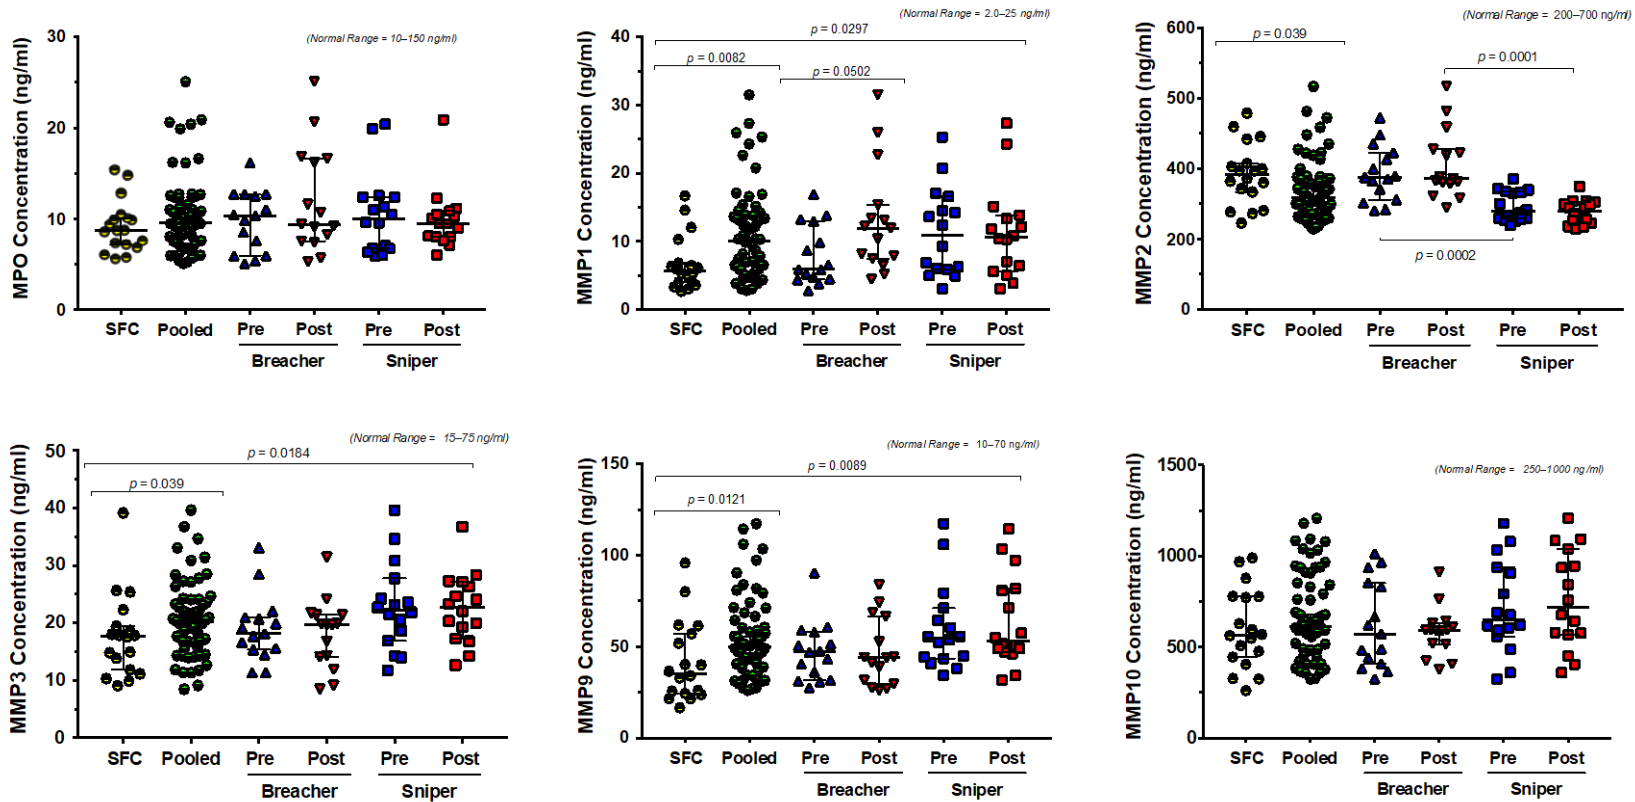 (Normal Range = 10–150 ng/ml)
MPO Concentration (ng/ml)
30
20
10
0
SFC Pooled Pre Post Pre Post
Breacher Sniper
(Normal Range = 2.0–25 ng/ml)
MMP1 Concentration (ng/ml)
p = 0.0297
p = 0.0082
p = 0.0502
40
30
20
10
0
SFC Pooled Pre Post Pre Post
Breacher Sniper
(Normal Range = 200–700 ng/ml)
MMP2 Concentration (ng/ml)
p = 0.039
p = 0.0001
p = 0.0002
600
500
400
300
200
0
SFC Pooled Pre Post Pre Post
Breacher Sniper
(Normal Range = 15–75 ng/ml)
MMP3 Concentration (ng/ml)
p = 0.0184
p = 0.039
50
40
30
20
10
0
SFC Pooled Pre Post Pre Post
Breacher Sniper
(Normal Range = 10–70 ng/ml)
MMP9 Concentration (ng/ml)
p = 0.0089
p = 0.0121
150
100
50
0
SFC Pooled Pre Post Pre Post
Breacher Sniper
(Normal Range = 250–1000 ng/ml)
MMP10 Concentration (ng/ml)
1500
1000
500
0
SFC Pooled Pre Post Pre Post
Breacher Sniper